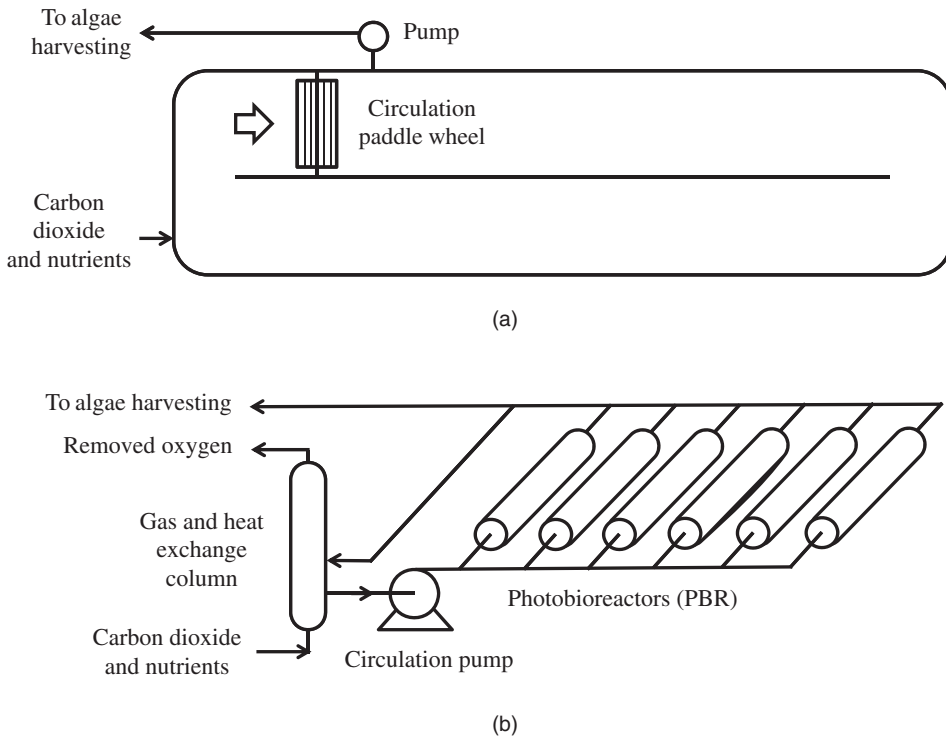 To algae
harvesting
Pump
Circulation
paddle wheel
Carbon
dioxide
and nutrients
(a)
To algae harvesting
Removed oxygen
Gas and heat
exchange
column
Photobioreactors (PBR)
Carbon dioxide
and nutrients
Circulation pump
(b)